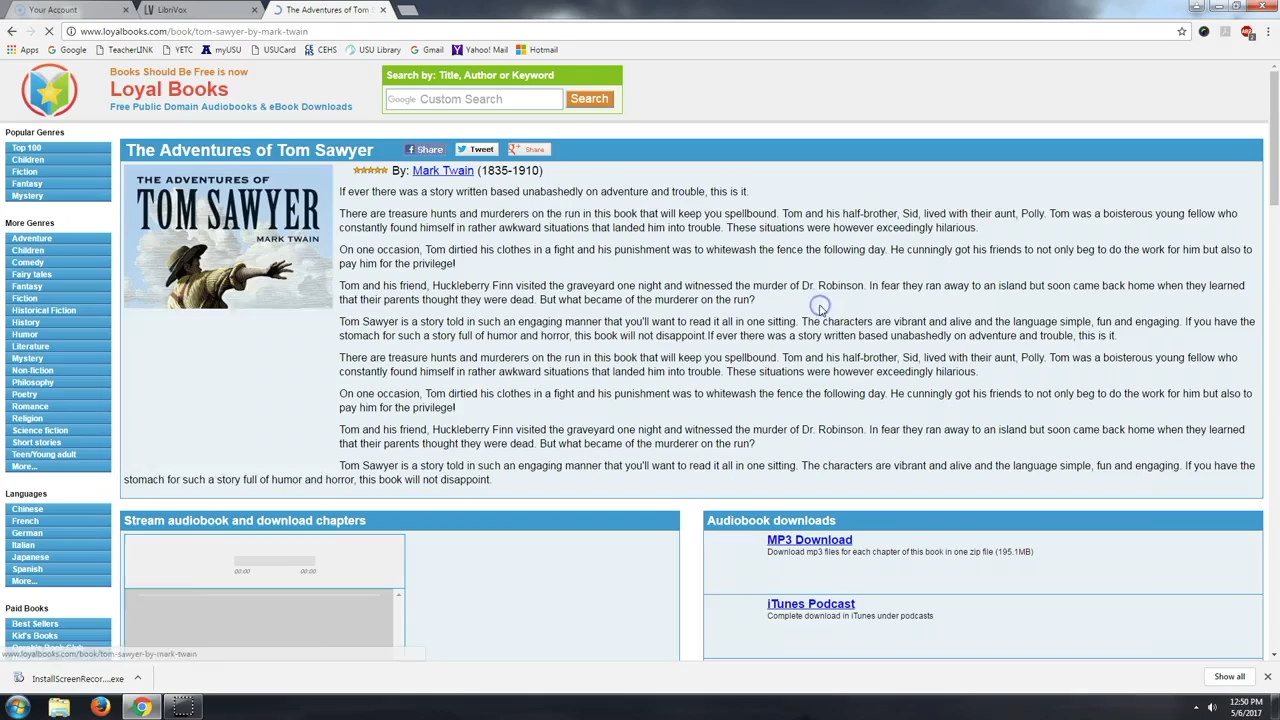 Your Account
LibriVox
The Adventures of Tom S
www.loyalbooks.com/book/tom-sawyer-by-mark-twain
Apps Google TeacherLINK YETC myUSU USUCard CEHS USU Library Gmail Yahoo! Mail Hotmail
Books Should Be Free is now
Loyal Books
Free Public Domain Audiobooks & eBook Downloads
Search by: Title, Author or Keyword
Google Custom Search Search
Popular Genres
Top 100
Children
Fiction
Fantasy
Mystery
More Genres
Adventure
Children
Comedy
Fairy tales
Fantasy
Fiction
Historical Fiction
History
Humor
Literature
Mystery
Non-fiction
Philosophy
Poetry
Romance
Religion
Science fiction
Short stories
Teen/Young adult
More...
Languages
Chinese
French
German
Italian
Japanese
Spanish
More...
Paid Books
Best Sellers
Kid's Books
The Adventures of Tom Sawyer Share Tweet Share
THE ADVENTURES OF
TOM SAWYER
MARK TWAIN
By: Mark Twain (1835-1910)
If ever there was a story written based unabashedly on adventure and trouble, this is it.
There are treasure hunts and murderers on the run in this book that will keep you spellbound. Tom and his half-brother, Sid, lived with their aunt, Polly. Tom was a boisterous young fellow who
constantly found himself in rather awkward situations that landed him into trouble. These situations were however exceedingly hilarious.
On one occasion, Tom dirtied his clothes in a fight and his punishment was to whitewash the fence the following day. He cunningly got his friends to not only beg to do the work for him but also to
pay him for the privilege!
Tom and his friend, Huckleberry Finn visited the graveyard one night and witnessed the murder of Dr. Robinson. In fear they ran away to an island but soon came back home when they learned
that their parents thought they were dead. But what became of the murderer on the run?
Tom Sawyer is a story told in such an engaging manner that you'll want to read it all in one sitting. The characters are vibrant and alive and the language simple, fun and engaging. If you have the
stomach for such a story full of humor and horror, this book will not disappoint.If ever there was a story written based unabashedly on adventure and trouble, this is it.
There are treasure hunts and murderers on the run in this book that will keep you spellbound. Tom and his half-brother, Sid, lived with their aunt, Polly. Tom was a boisterous young fellow who
constantly found himself in rather awkward situations that landed him into trouble. These situations were however exceedingly hilarious.
On one occasion, Tom dirtied his clothes in a fight and his punishment was to whitewash the fence the following day. He cunningly got his friends to not only beg to do the work for him but also to
pay him for the privilege!
Tom and his friend, Huckleberry Finn visited the graveyard one night and witnessed the murder of Dr. Robinson. In fear they ran away to an island but soon came back home when they learned
that their parents thought they were dead. But what became of the murderer on the run?
Tom Sawyer is a story told in such an engaging manner that you'll want to read it all in one sitting. The characters are vibrant and alive and the language simple, fun and engaging. If you have the
stomach for such a story full of humor and horror, this book will not disappoint.
Stream audiobook and download chapters
00:00 00:00
Audiobook downloads
MP3 Download
Download mp3 files for each chapter of this book in one zip file (195.1MB)
iTunes Podcast
Complete download in iTunes under podcasts
www.loyalbooks.com/book/tom-sawyer-by-mark-twain
InstallScreenRecor....exe
Show all
12:50 PM
5/6/2017